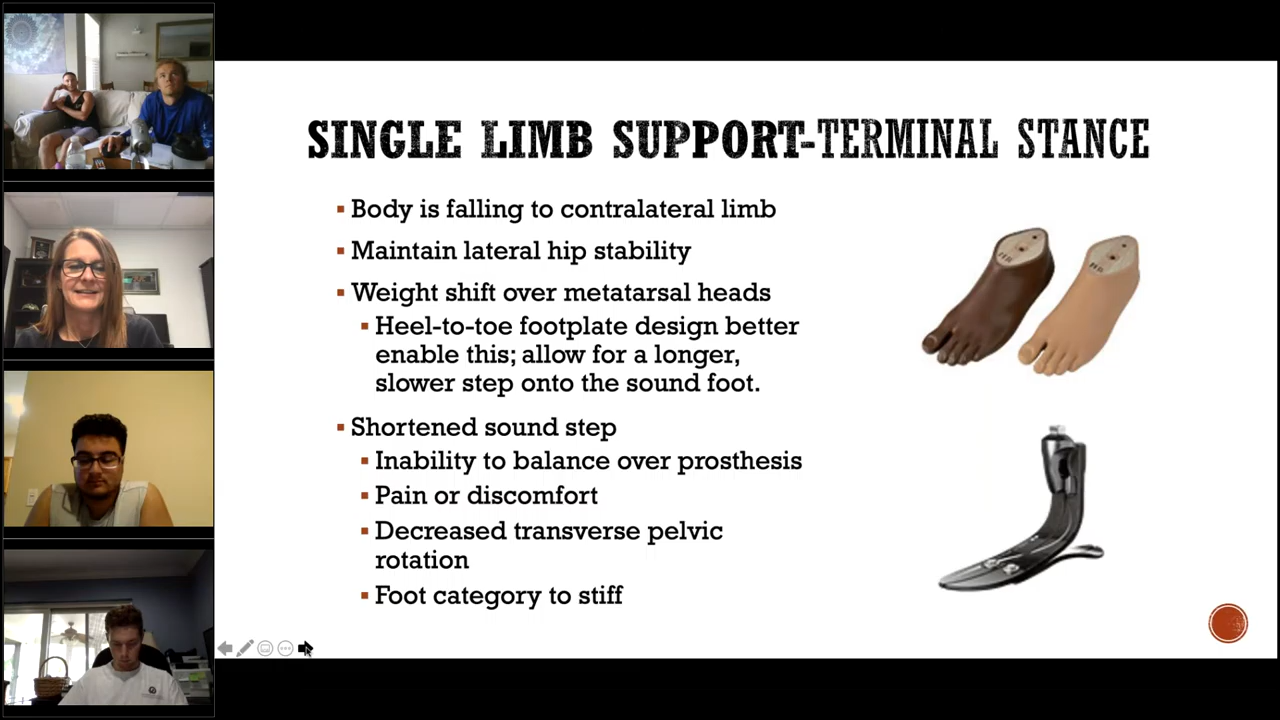 SINGLE LIMB SUPPORT-TERMINAL STANCE
Body is falling to contralateral limb
Maintain lateral hip stability
Weight shift over metatarsal heads
Heel-to-toe footplate design better
enable this; allow for a longer,
slower step onto the sound foot.
Shortened sound step
Inability to balance over prosthesis
Pain or discomfort
Decreased transverse pelvic
rotation
Foot category to stiff